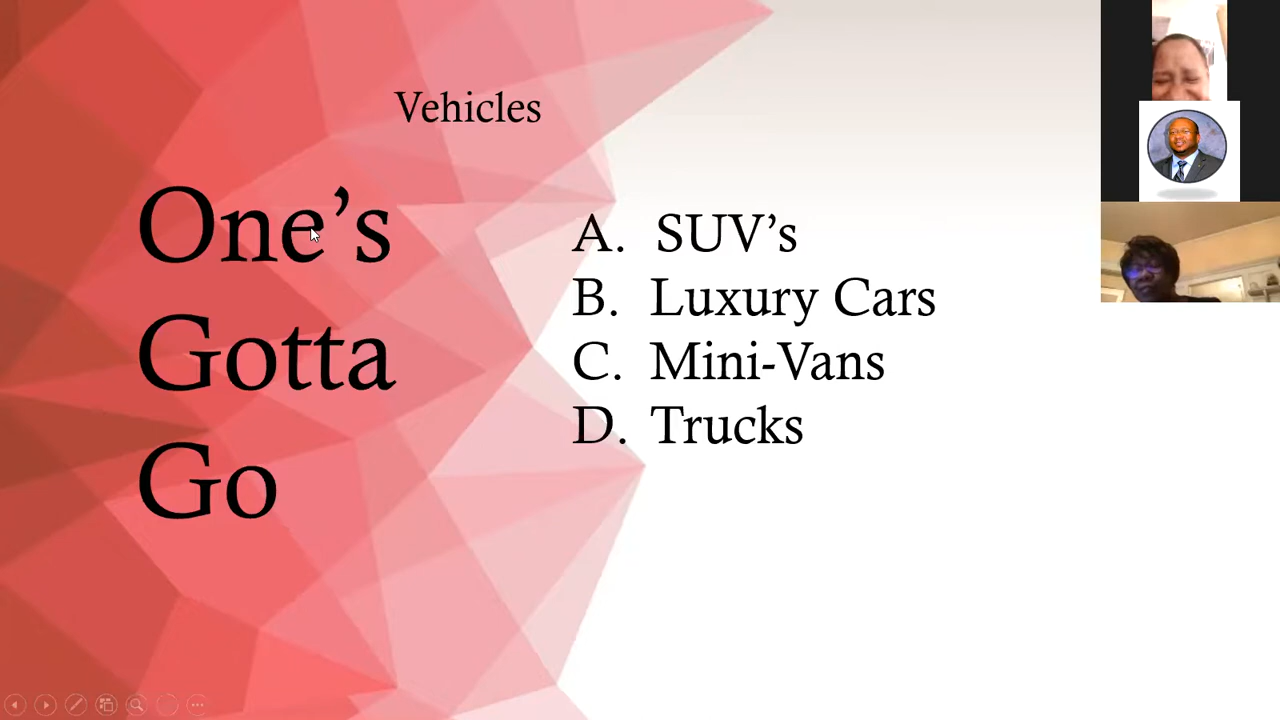 Vehicles
One’s
Gotta
Go
A. SUV’s
B. Luxury Cars
C. Mini-Vans
D. Trucks